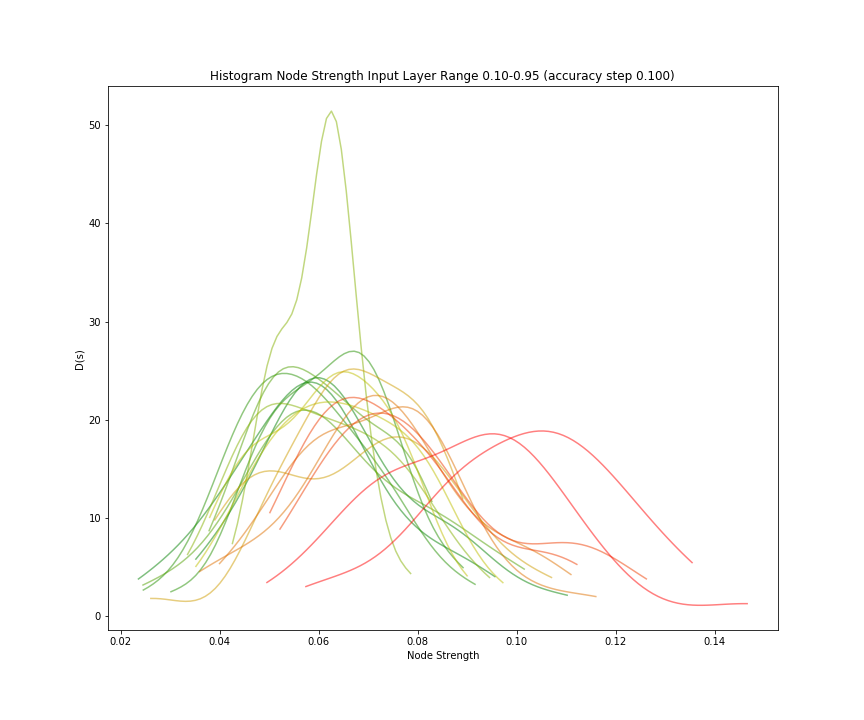 Histogram Node Strength Input Layer Range 0.10-0.95 (accuracy step 0.100)
50
40
30
20
10
0
D(s)
0.02 0.04 0.06 0.08 0.10 0.12 0.14
Node Strength